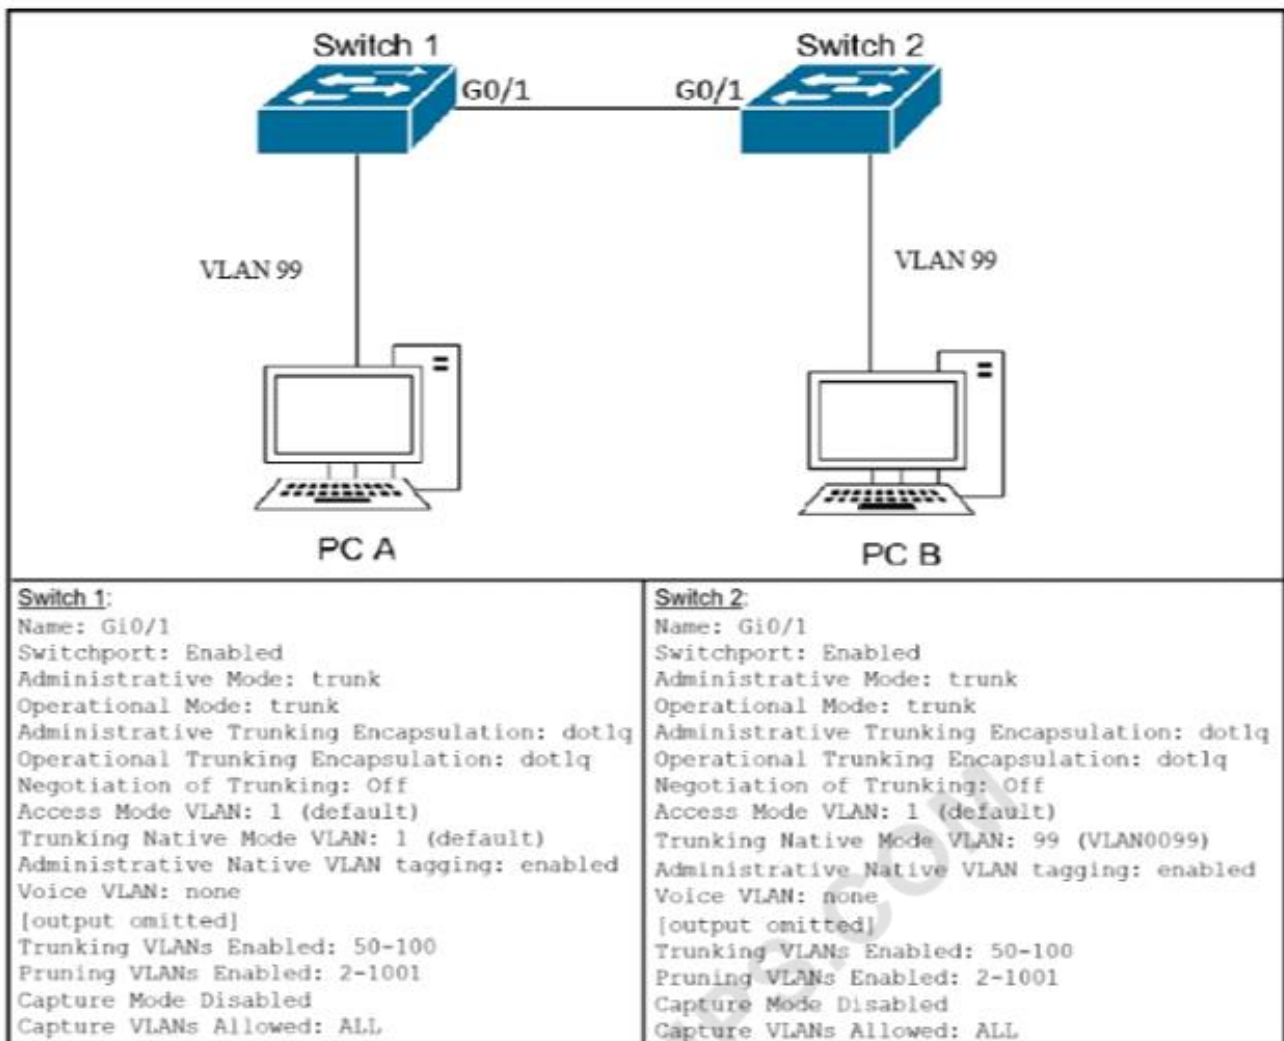 Switch 1
Switch 2
G0/1
G0/1
VLAN 99
VLAN 99
PC A
PC B
Switch 1:
Name: Gi0/1
Switchport: Enabled
Administrative Mode: trunk
Operational Mode: trunk
Administrative Trunking Encapsulation: dot1q
Operational Trunking Encapsulation: dot1q
Negotiation of Trunking: Off
Access Mode VLAN: 1 (default)
Trunking Native Mode VLAN: 1 (default)
Administrative Native VLAN tagging: enabled
Voice VLAN: none
[output omitted]
Trunking VLANs Enabled: 50-100
Pruning VLANs Enabled: 2-1001
Capture Mode Disabled
Capture VLANs Allowed: ALL
Switch 2:
Name: Gi0/1
Switchport: Enabled
Administrative Mode: trunk
Operational Mode: trunk
Administrative Trunking Encapsulation: dot1q
Operational Trunking Encapsulation: dot1q
Negotiation of Trunking: Off
Access Mode VLAN: 1 (default)
Trunking Native Mode VLAN: 99 (VLAN0099)
Administrative Native VLAN tagging: enabled
Voice VLAN: none
[output omitted]
Trunking VLANs Enabled: 50-100
Pruning VLANs Enabled: 2-1001
Capture Mode Disabled
Capture VLANs Allowed: ALL